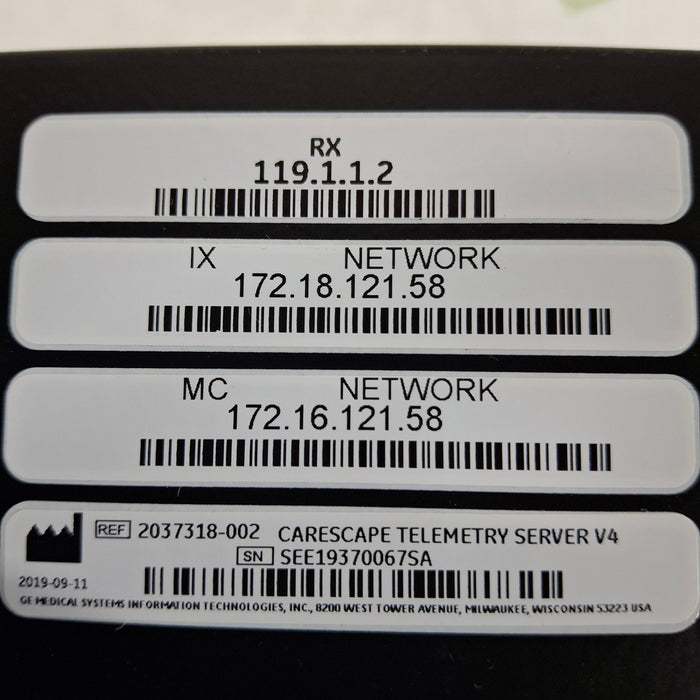 RX
119.1.1.2
IX NETWORK
172.18.121.58
MC NETWORK
172.16.121.58
REF 2037318-002 CARESCAPE TELEMETRY SERVER V4
SN SEE19370067SA
2019-09-11
GE MEDICAL SYSTEMS INFORMATION TECHNOLOGIES, INC., 8200 WEST TOWER AVENUE, MILWAUKEE, WISCONSIN 53223 USA